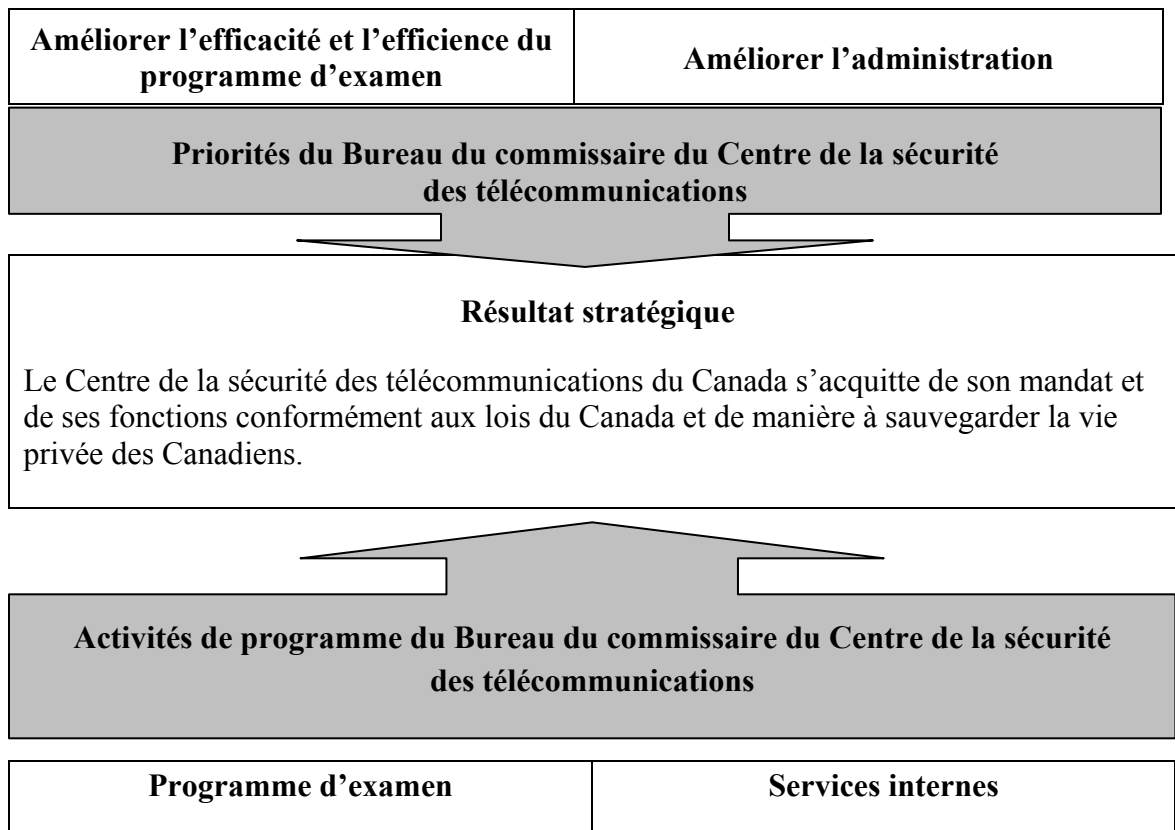 Améliorer l’efficacité et l’efficience du
programme d’examen
Améliorer l’administration
Priorités du Bureau du commissaire du Centre de la sécurité
des télécommunications
Résultat stratégique
Le Centre de la sécurité des télécommunications du Canada s’acquitte de son mandat et
de ses fonctions conformément aux lois du Canada et de manière à sauvegarder la vie
privée des Canadiens.
Activités de programme du Bureau du commissaire du Centre de la sécurité
des télécommunications
Programme d’examen
Services internes